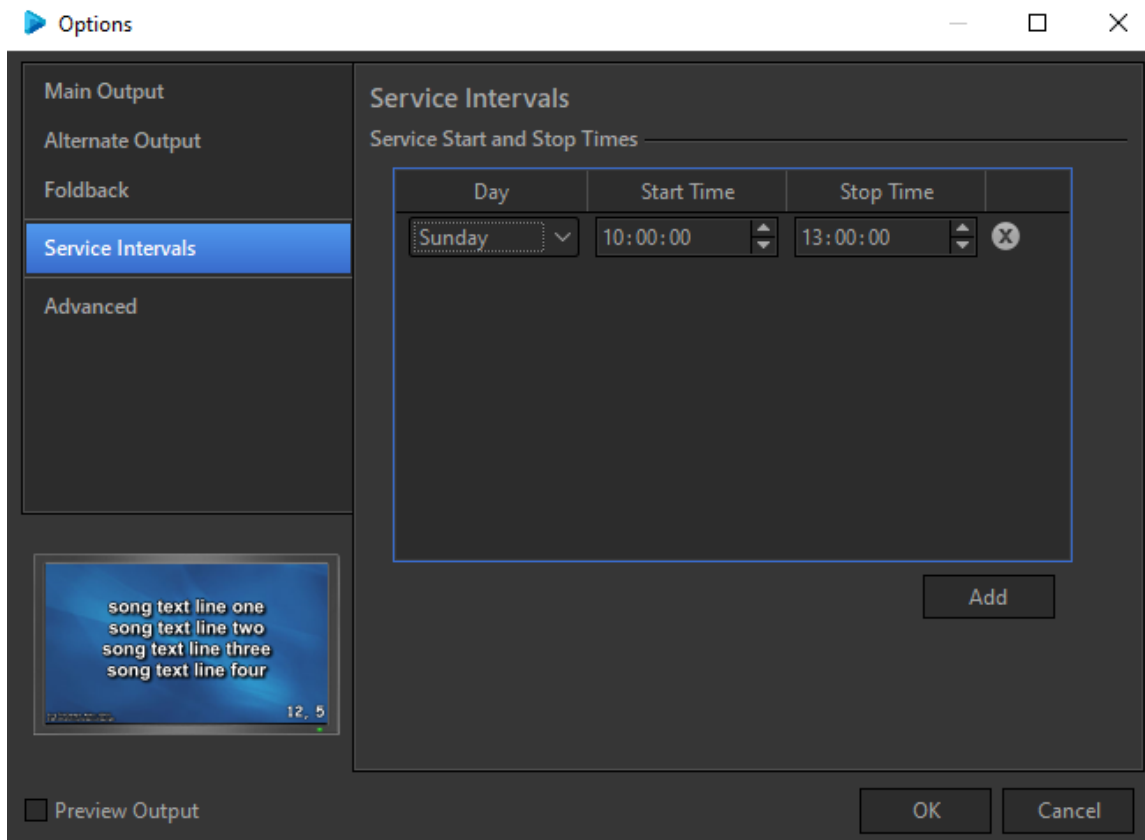 Options
Main Output
Alternate Output
Foldback
Service Intervals
Advanced
Service Intervals
Service Start and Stop Times
Day Start Time Stop Time
Sunday 10:00:00 13:00:00
Add
song text line one
song text line two
song text line three
song text line four
12, 5
Preview Output
OK Cancel